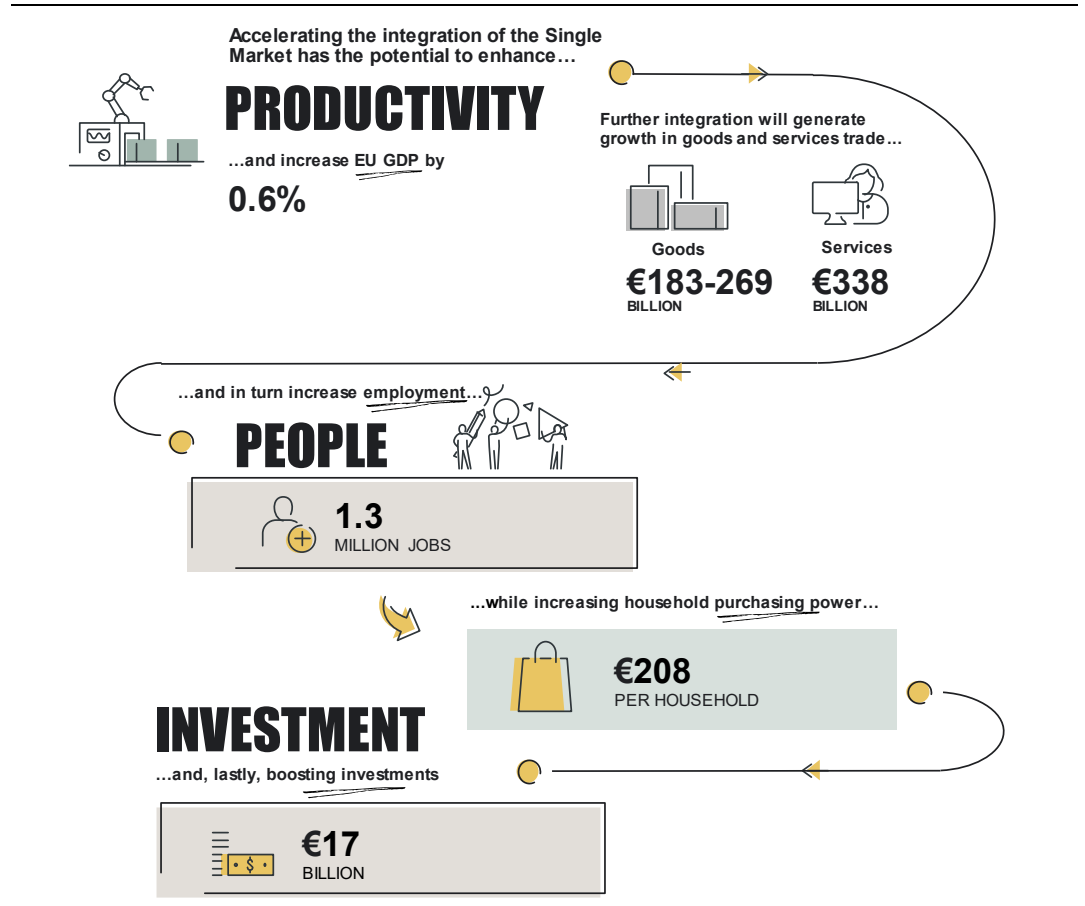 Accelerating the integration of the Single
Market has the potential to enhance…
PRODUCTIVITY
…and increase EU GDP by
0.6%
Further integration will generate
growth in goods and services trade…
Goods
€183-269
BILLION
Services
€338
BILLION
…and in turn increase employment…
PEOPLE
1.3
MILLION JOBS
…while increasing household purchasing power…
€208
PER HOUSEHOLD
INVESTMENT
…and, lastly, boosting investments
$
€17
BILLION